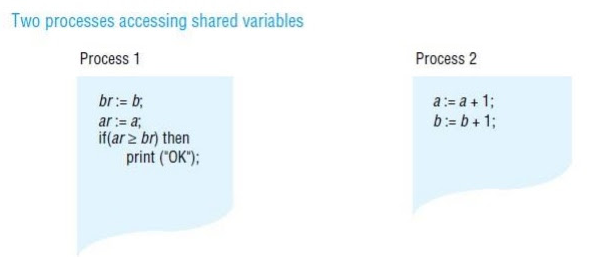 Two processes accessing shared variables
Process 1
br := b;
ar := a;
if(ar ≥ br) then
print ("OK");
Process 2
a := a + 1;
b := b + 1;